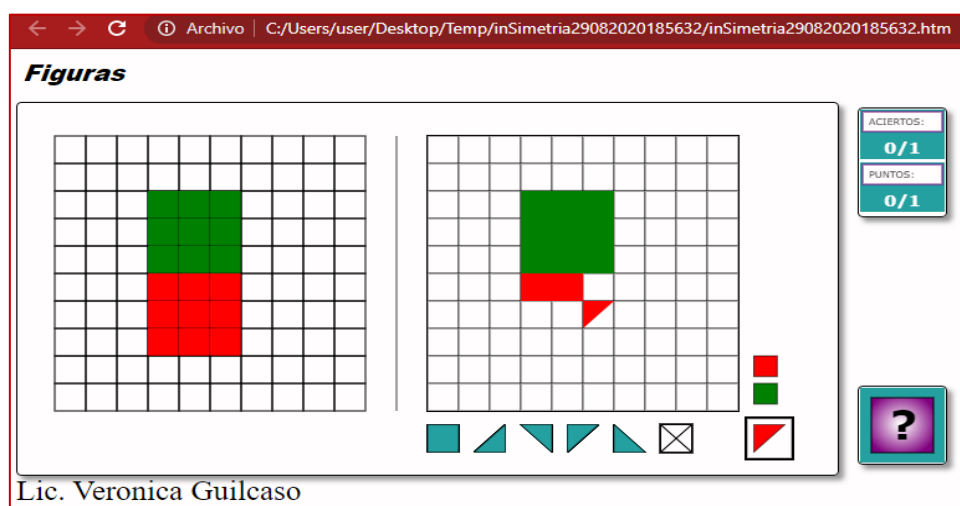 Archivo C:/Users/user/Desktop/Temp/inSimetria29082020185632/inSimetria29082020185632.htm
Figuras
ACIERTOS:
0/1
PUNTOS:
0/1
?
Lic. Veronica Guilcaso